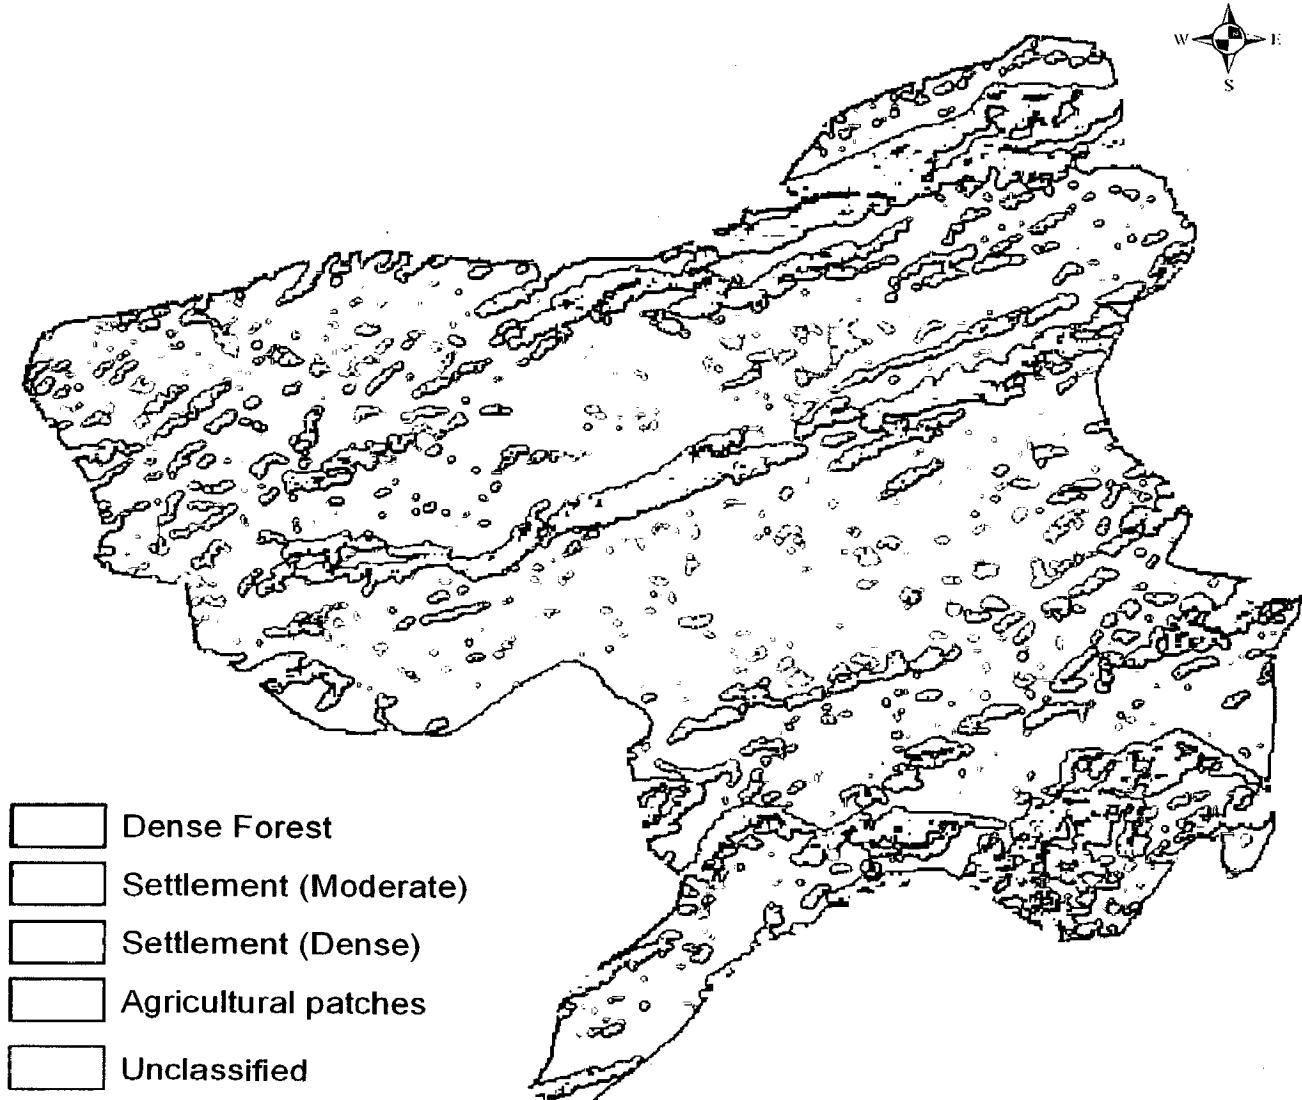 W E
S
Dense Forest
Settlement (Moderate)
Settlement (Dense)
Agricultural patches
Unclassified